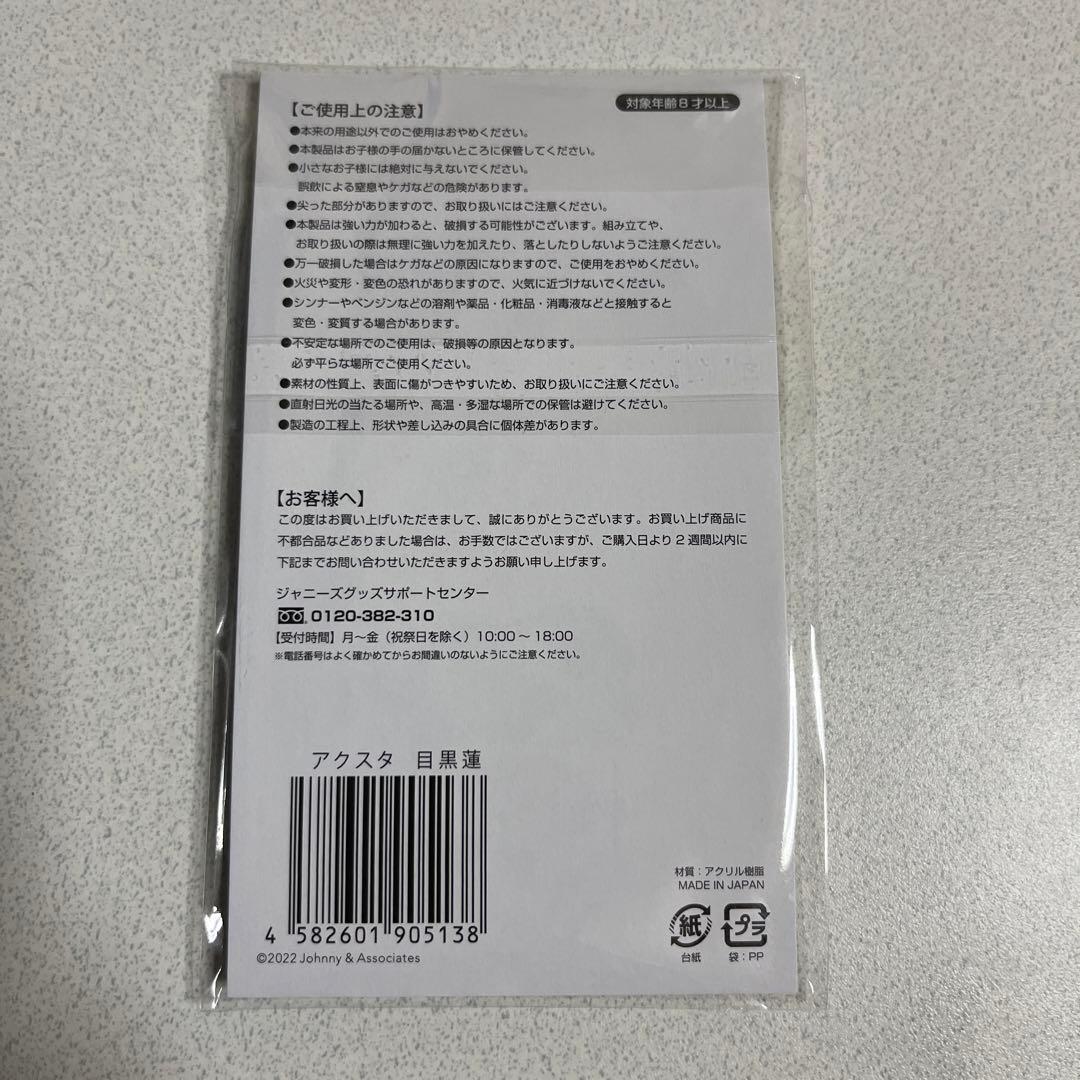 【ご使用上の注意】
対象年齢8才以上
●本来の用途以外でのご使用はおやめください。
●本製品はお子様の手の届かないところに保管してください。
●小さなお子様には絶対に与えないでください。
誤飲による窒息やケガなどの危険があります。
●尖った部分がありますので、お取り扱いにはご注意ください。
●本製品は強い力が加わると、破損する可能性がございます。組み立てや、
お取り扱いの際は無理に強い力を加えたり、落としたりしないようご注意ください。
●万一破損した場合はケガなどの原因になりますので、ご使用をおやめください。
●火災や変形・変色の恐れがありますので、火気に近づけないでください。
●シンナーやベンジンなどの溶剤や薬品・化粧品・消毒液などと接触すると
変色・変質する場合があります。
●不安定な場所でのご使用は、破損等の原因となります。
必ず平らな場所でご使用ください。
●素材の性質上、表面に傷がつきやすいため、お取り扱いにご注意ください。
●直射日光の当たる場所や、高温・多湿な場所での保管は避けてください。
●製造の工程上、形状や差し込みの具合に個体差があります。
【お客様へ】
この度はお買い上げいただきまして、誠にありがとうございます。お買い上げ商品に
不都合品などありました場合は、お手数ではございますが、ご購入日より2週間以内に
下記までお問い合わせいただきますようお願い申し上げます。
ジャニーズグッズサポートセンター
0120-382-310
【受付時間】月〜金（祝祭日を除く）10:00〜18:00
※電話番号はよく確かめてからお間違いのないようにご注意ください。
アクスタ 目黒蓮
4 582601 905138
©2022 Johnny & Associates
材質：アクリル樹脂
MADE IN JAPAN
紙 プラ
台紙 袋：PP